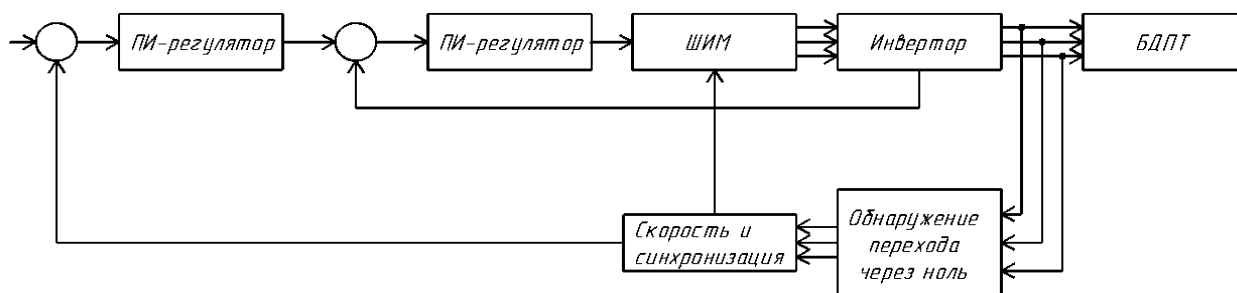 ПИ-регулятор
ПИ-регулятор
ШИМ
Инвертор
БДПТ
Скорость и
синхронизация
Обнаружение
перехода
через ноль